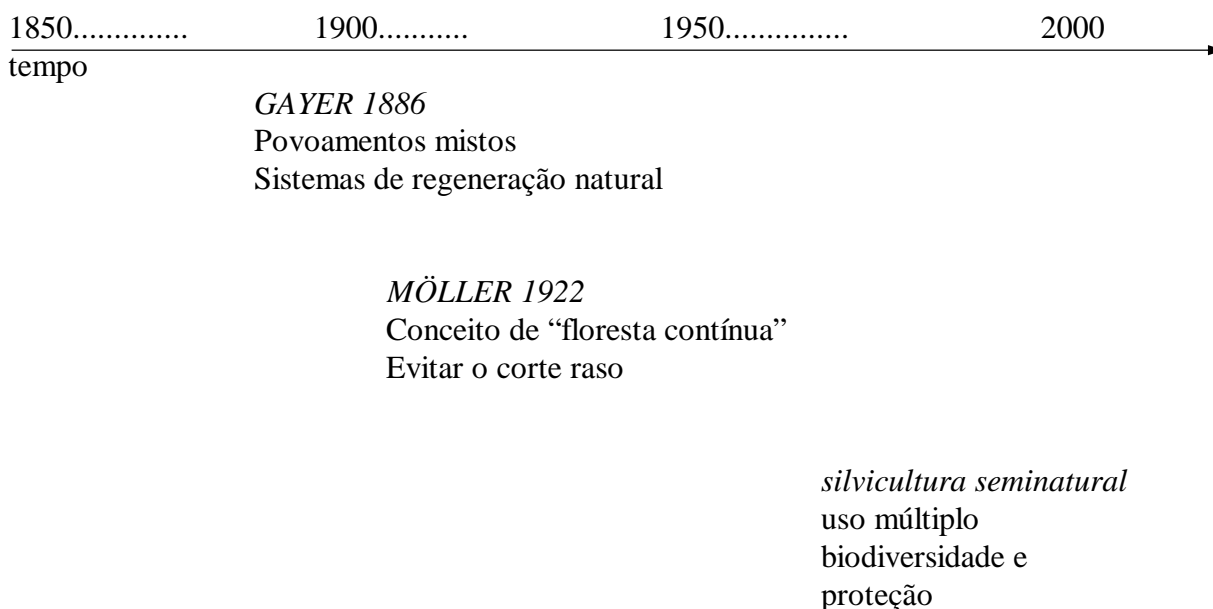 1850.............. 1900........... 1950............... 2000
tempo
GAYER 1886
Povoamentos mistos
Sistemas de regeneração natural
MÖLLER 1922
Conceito de “floresta contínua”
Evitar o corte raso
silvicultura seminatural
uso múltiplo
biodiversidade e
proteção